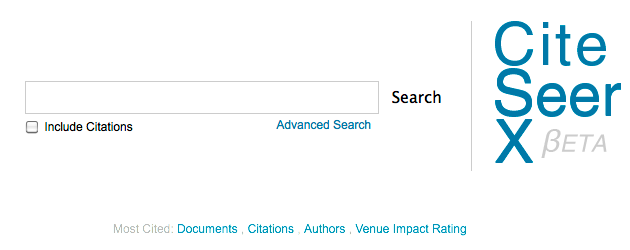 Cite
Seer
X βETA
Search
Include Citations Advanced Search
Most Cited: Documents , Citations , Authors , Venue Impact Rating